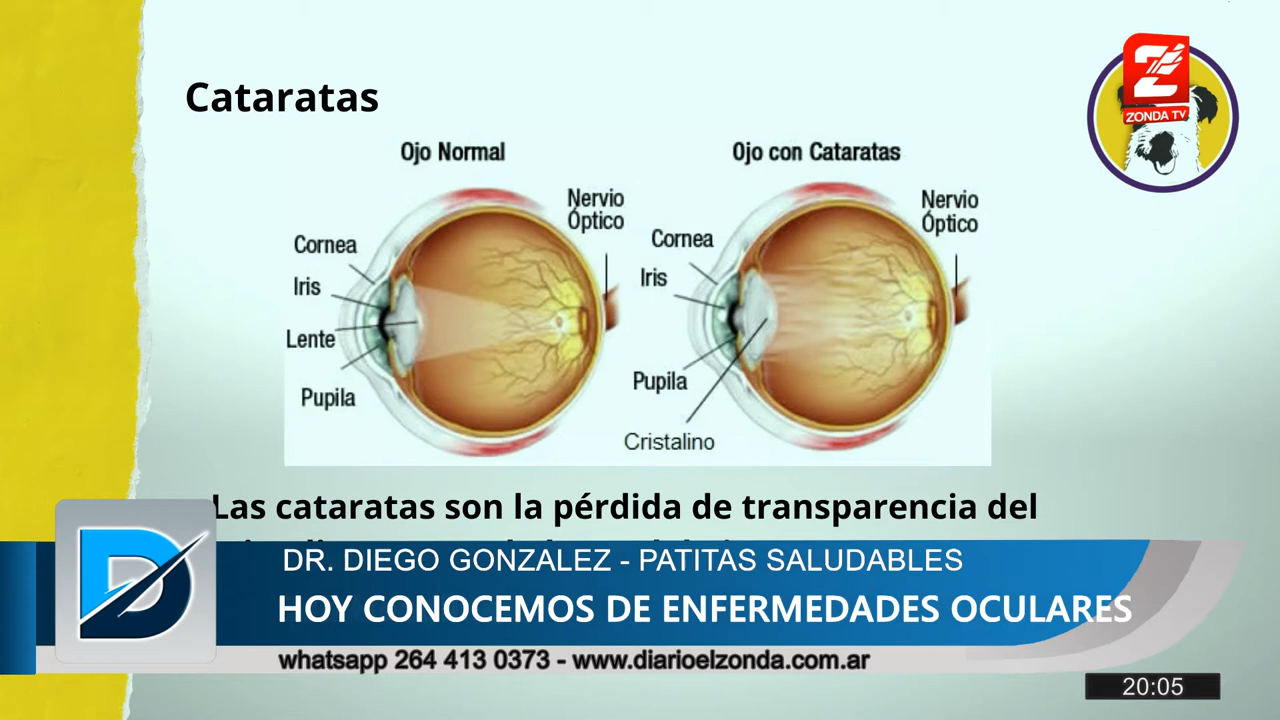 Cataratas
Z
ZONDA TV
Ojo Normal
Ojo con Cataratas
Nervio
Óptico
Nervio
Óptico
Cornea
Cornea
Iris
Iris
Lente
Pupila
Pupila
Cristalino
Las cataratas son la pérdida de transparencia del
D
DR. DIEGO GONZALEZ - PATITAS SALUDABLES
HOY CONOCEMOS DE ENFERMEDADES OCULARES
whatsapp 264 413 0373 - www.diarioelzonda.com.ar
20:05